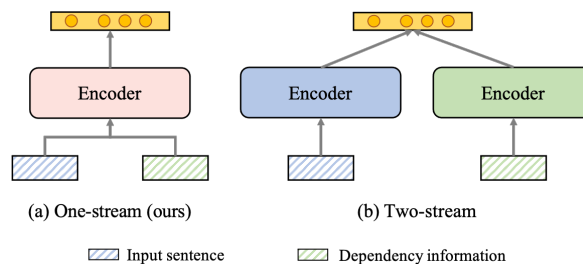 Encoder
Encoder
Encoder
(a) One-stream (ours)
(b) Two-stream
Input sentence
Dependency information